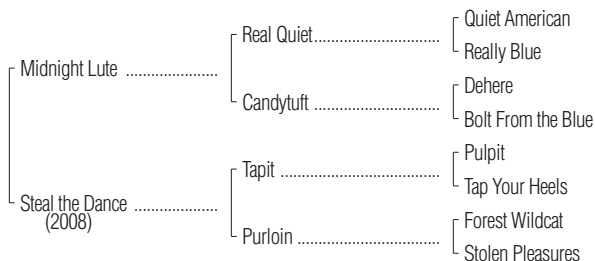 Quiet American
Real Quiet
Really Blue
Midnight Lute
Dehere
Candytuft
Bolt From the Blue
Pulpit
Tapit
Tap Your Heels
Steal the Dance
(2008)
Forest Wildcat
Purloin
Stolen Pleasures